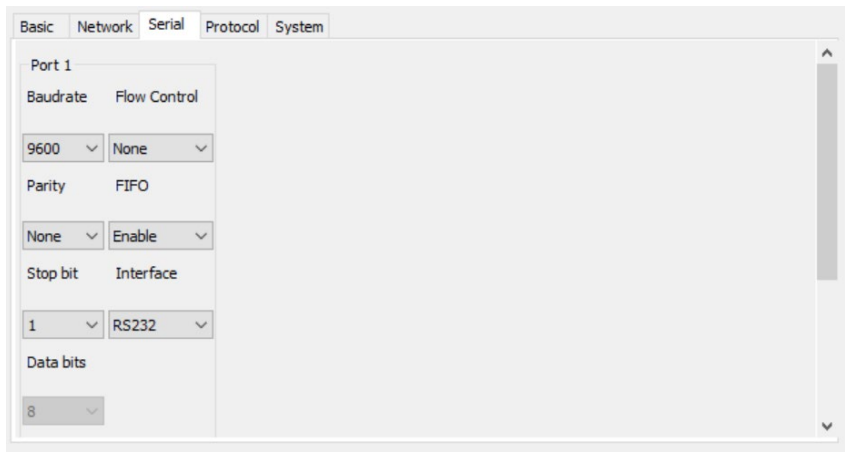 Basic Network Serial Protocol System
Port 1
Baudrate Flow Control
9600 None
Parity FIFO
None Enable
Stop bit Interface
1 RS232
Data bits
8